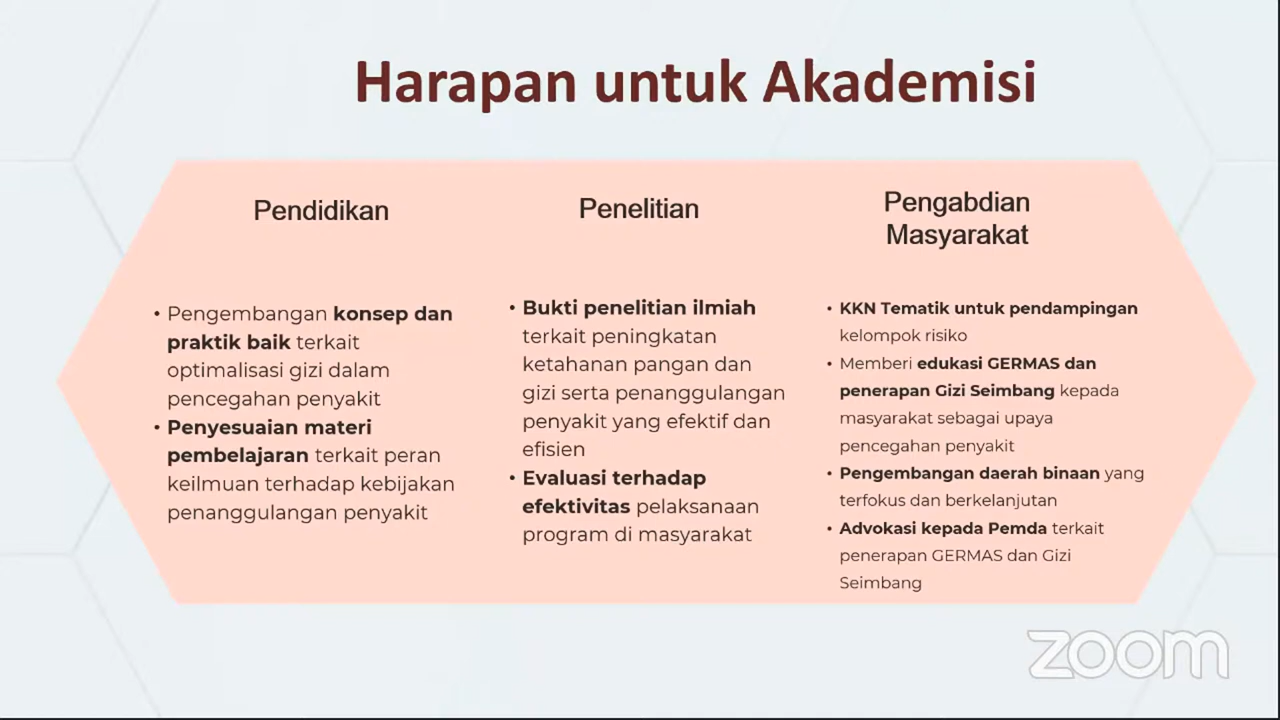 Harapan untuk Akademisi
Pendidikan
• Pengembangan konsep dan
praktik baik terkait
optimalisasi gizi dalam
pencegahan penyakit
• Penyesuaian materi
pembelajaran terkait peran
keilmuan terhadap kebijakan
penanggulangan penyakit
Penelitian
• Bukti penelitian ilmiah
terkait peningkatan
ketahanan pangan dan
gizi serta penanggulangan
penyakit yang efektif dan
efisien
• Evaluasi terhadap
efektivitas pelaksanaan
program di masyarakat
Pengabdian
Masyarakat
• KKN Tematik untuk pendampingan
kelompok risiko
• Memberi edukasi GERMAS dan
penerapan Gizi Seimbang kepada
masyarakat sebagai upaya
pencegahan penyakit
• Pengembangan daerah binaan yang
terfokus dan berkelanjutan
• Advokasi kepada Pemda terkait
penerapan GERMAS dan Gizi
Seimbang
zoom